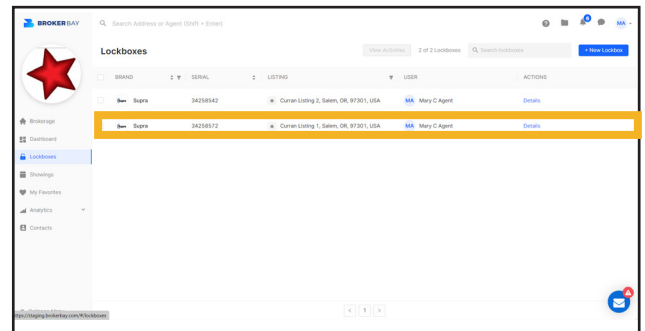 BROKERBAY
Search Address or Agent (Shift + Enter)
6
MA
Lockboxes
View Activities
2 of 2 Lockboxes
Search lockboxes
+ New Lockbox
BRAND
SERIAL
LISTING
USER
ACTIONS
Supra 34258542 Curran Listing 2, Salem, OR, 97301, USA MA Mary C Agent Details
Supra 34258572 Curran Listing 1, Salem, OR, 97301, USA MA Mary C Agent Details
Brokerage
Dashboard
Lockboxes
Showings
My Favorites
Analytics
Contacts
< 1 >
https://staging.brokerbay.com/#/lockboxes